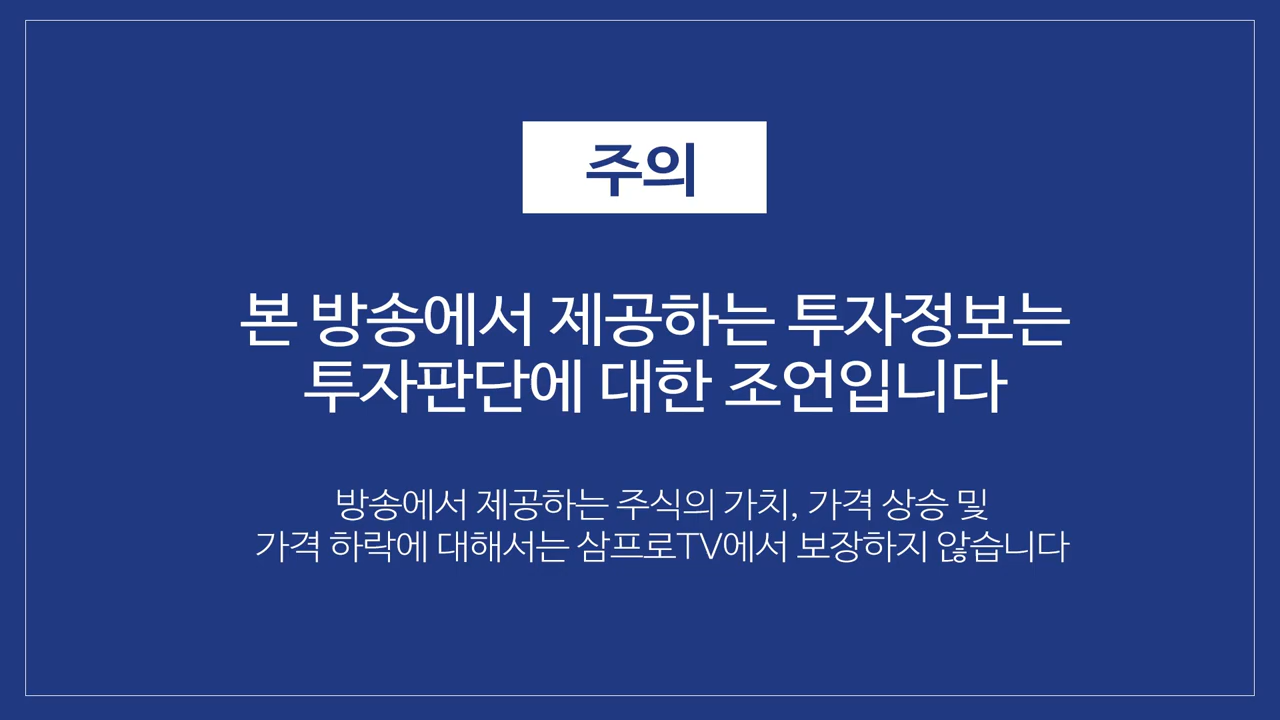 주의
본 방송에서 제공하는 투자정보는
투자판단에 대한 조언입니다
방송에서 제공하는 주식의 가치, 가격 상승 및
가격 하락에 대해서는 삼프로TV에서 보장하지 않습니다